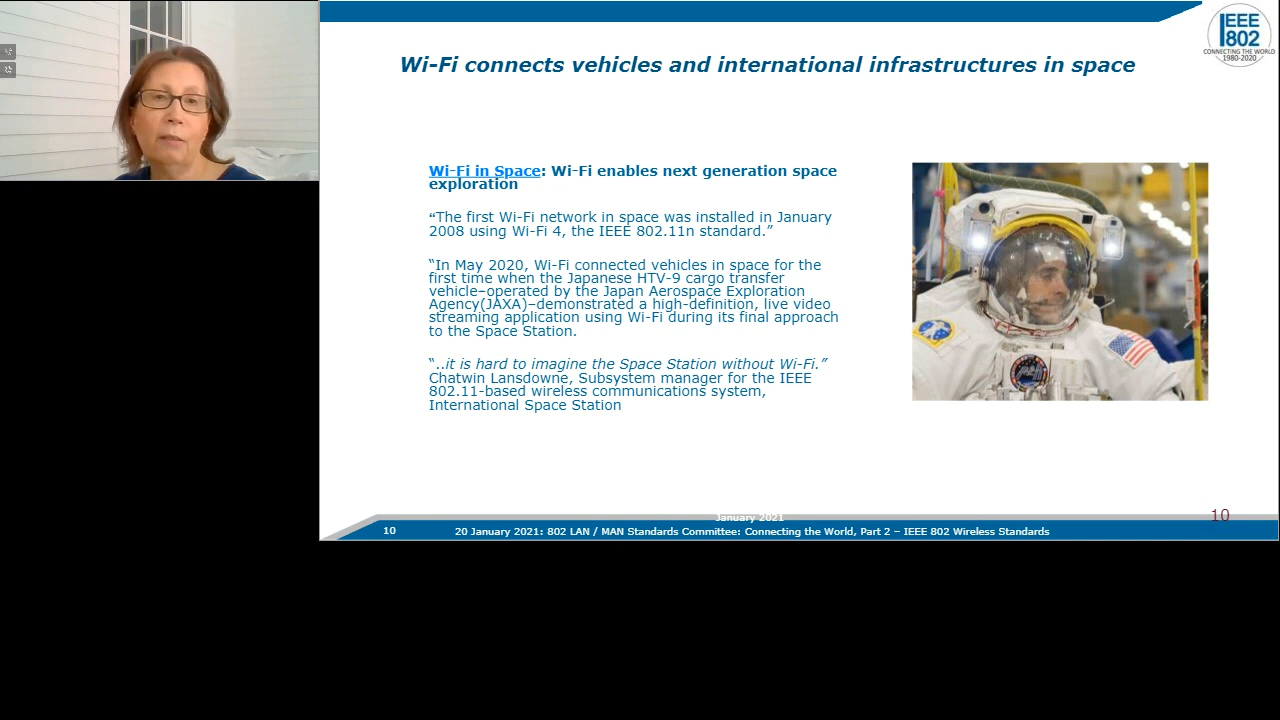 IEEE
802
CONNECTING THE WORLD
1980-2020
Wi-Fi connects vehicles and international infrastructures in space
Wi-Fi in Space: Wi-Fi enables next generation space
exploration
“The first Wi-Fi network in space was installed in January
2008 using Wi-Fi 4, the IEEE 802.11n standard.”
“In May 2020, Wi-Fi connected vehicles in space for the
first time when the Japanese HTV-9 cargo transfer
vehicle–operated by the Japan Aerospace Exploration
Agency(JAXA)–demonstrated a high-definition, live video
streaming application using Wi-Fi during its final approach
to the Space Station.
“..it is hard to imagine the Space Station without Wi-Fi.”
Chatwin Lansdowne, Subsystem manager for the IEEE
802.11-based wireless communications system,
International Space Station
January 2021
10
10
20 January 2021: 802 LAN / MAN Standards Committee: Connecting the World, Part 2 – IEEE 802 Wireless Standards